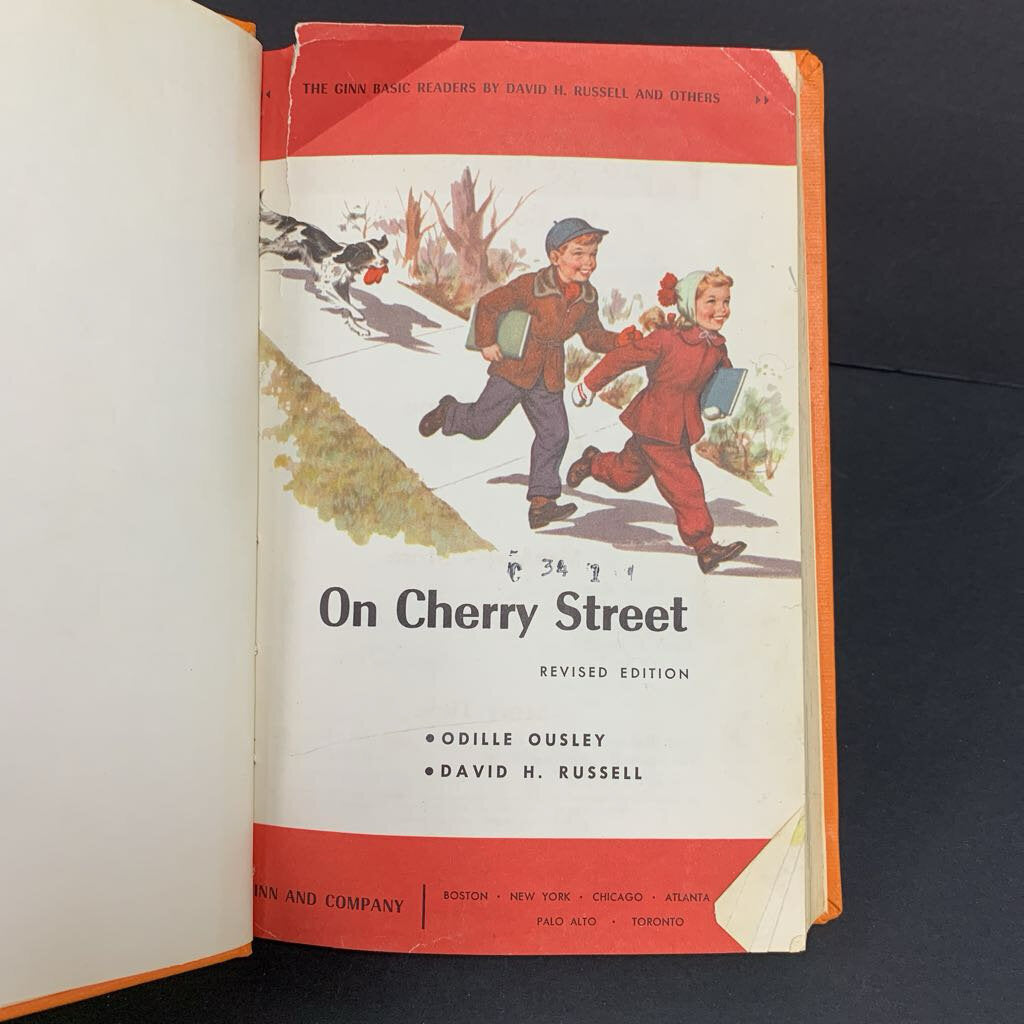 THE GINN BASIC READERS BY DAVID H. RUSSELL AND OTHERS
34
On Cherry Street
REVISED EDITION
• ODILLE OUSLEY
• DAVID H. RUSSELL
INN AND COMPANY
BOSTON · NEW YORK · CHICAGO · ATLANTA
PALO ALTO · TORONTO